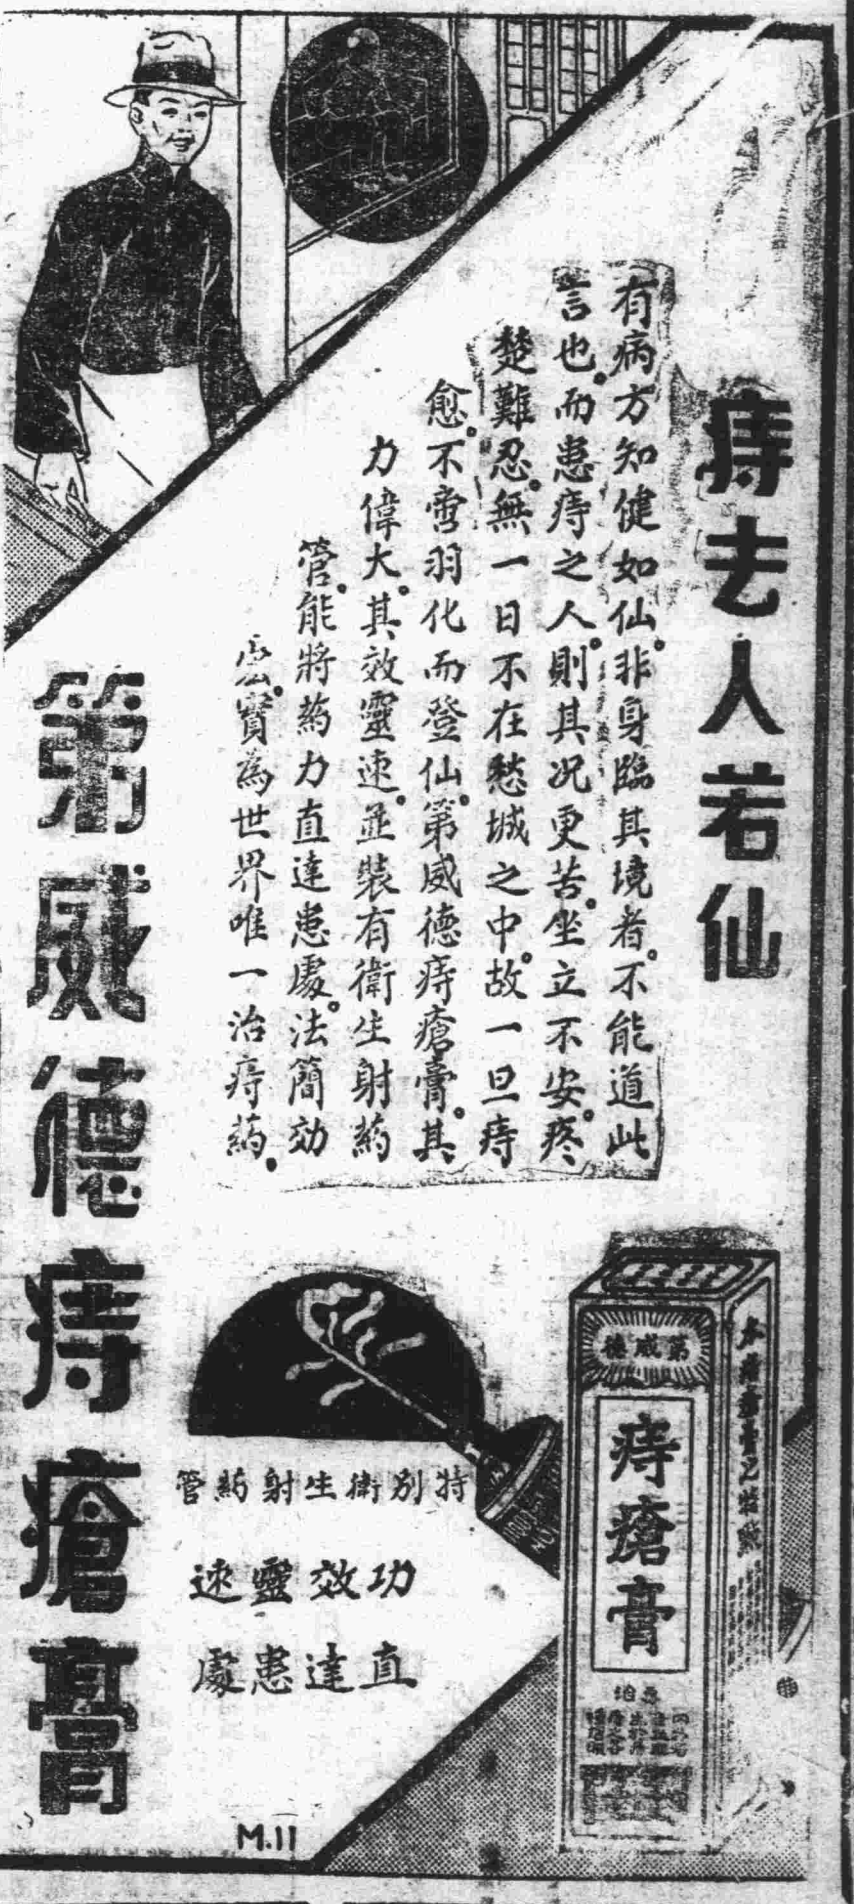 痔去人若仙
有病方知健如仙。非身臨其境者。不能道此
言也。而患痔之人。則其况更苦。坐立不安。疼
楚難忍。無一日不在愁城之中。故一旦痔
愈。不啻羽化而登仙。第威德痔瘡膏。其
力偉大。其效靈速。並裝有衛生射葯
管。能將葯力直達患處。法簡効
宏。實為世界唯一治痔葯。
第威德痔瘡膏
特別衛生射葯管
功效靈速
直達患處
第威德
痔瘡膏
M.11